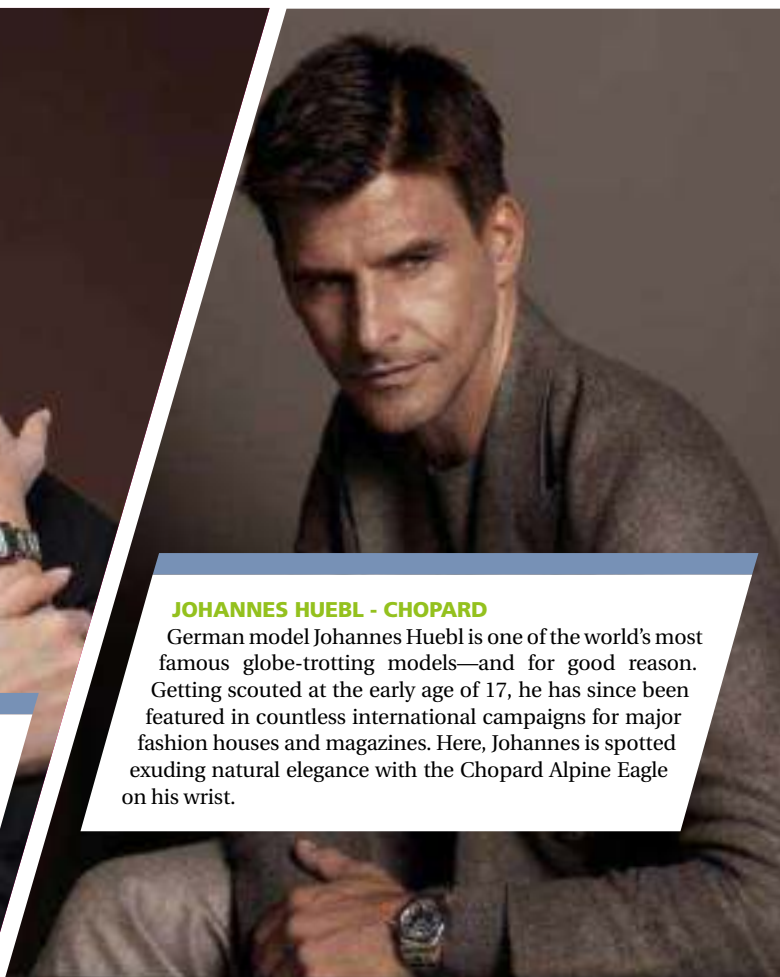 JOHANNES HUEBL - CHOPARD
German model Johannes Huebl is one of the world's most
famous globe-trotting models—and for good reason.
Getting scouted at the early age of 17, he has since been
featured in countless international campaigns for major
fashion houses and magazines. Here, Johannes is spotted
exuding natural elegance with the Chopard Alpine Eagle
on his wrist.